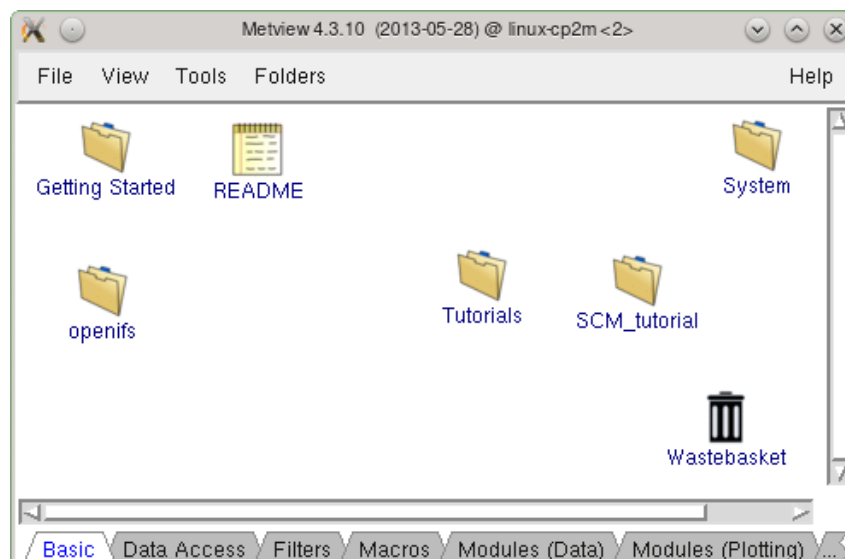 Metview 4.3.10 (2013-05-28) @ linux-cp2m <2>
File View Tools Folders Help
Getting Started
README
System
openifs
Tutorials
SCM_tutorial
Wastebasket
Basic Data Access Filters Macros Modules (Data) Modules (Plotting) ...